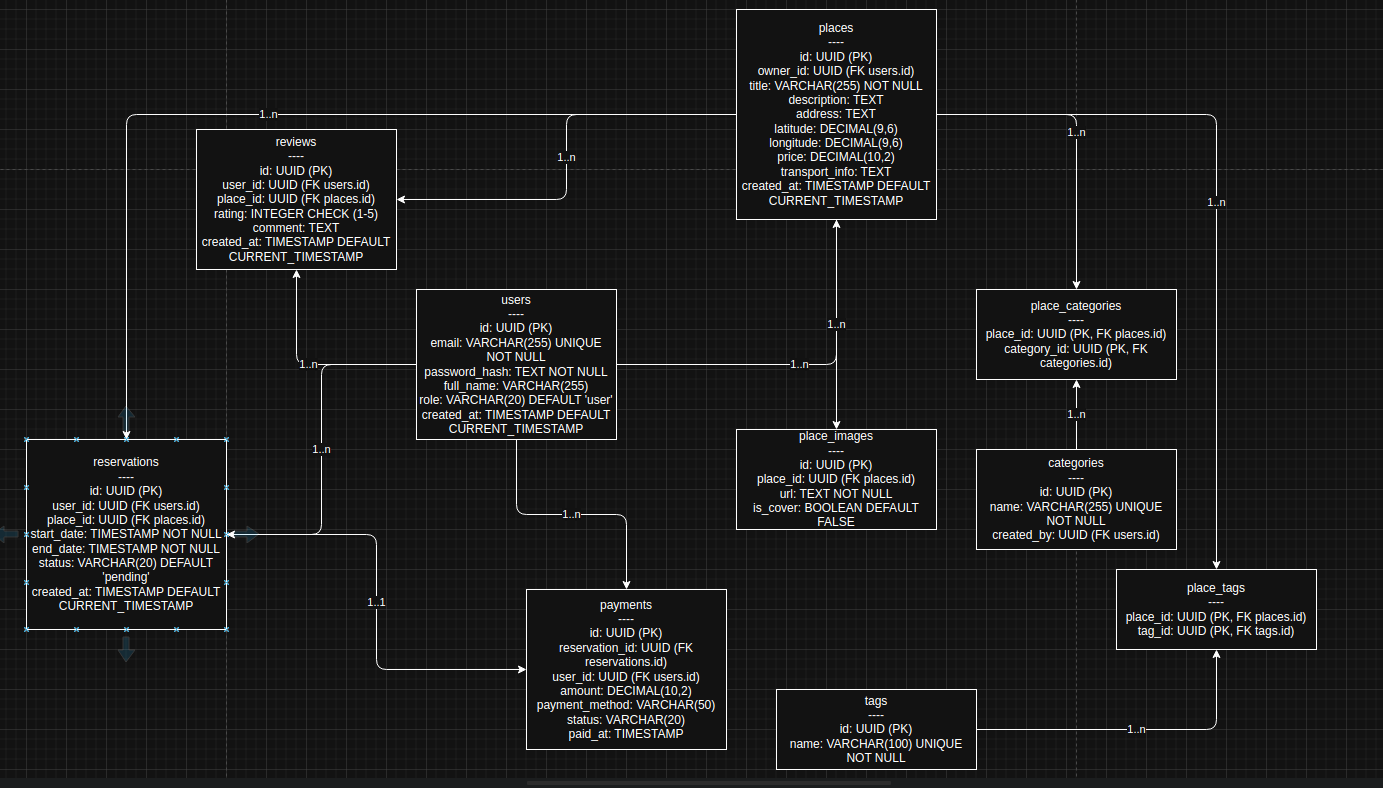 places
----
id: UUID (PK)
owner_id: UUID (FK users.id)
title: VARCHAR(255) NOT NULL
description: TEXT
address: TEXT
latitude: DECIMAL(9,6)
longitude: DECIMAL(9,6)
price: DECIMAL(10,2)
transport_info: TEXT
created_at: TIMESTAMP DEFAULT
CURRENT_TIMESTAMP
1..n
1..n
1..n
1..n
reviews
----
id: UUID (PK)
user_id: UUID (FK users.id)
place_id: UUID (FK places.id)
rating: INTEGER CHECK (1-5)
comment: TEXT
created_at: TIMESTAMP DEFAULT
CURRENT_TIMESTAMP
users
----
id: UUID (PK)
email: VARCHAR(255) UNIQUE
NOT NULL
password_hash: TEXT NOT NULL
full_name: VARCHAR(255)
role: VARCHAR(20) DEFAULT 'user'
created_at: TIMESTAMP DEFAULT
CURRENT_TIMESTAMP
1..n
1..n
1..n
1..n
1..n
place_categories
----
place_id: UUID (PK, FK places.id)
category_id: UUID (PK, FK
categories.id)
1..n
place_images
----
id: UUID (PK)
place_id: UUID (FK places.id)
url: TEXT NOT NULL
is_cover: BOOLEAN DEFAULT
FALSE
categories
----
id: UUID (PK)
name: VARCHAR(255) UNIQUE
NOT NULL
created_by: UUID (FK users.id)
reservations
----
id: UUID (PK)
user_id: UUID (FK users.id)
place_id: UUID (FK places.id)
start_date: TIMESTAMP NOT NULL
end_date: TIMESTAMP NOT NULL
status: VARCHAR(20) DEFAULT
'pending'
created_at: TIMESTAMP DEFAULT
CURRENT_TIMESTAMP
1..1
payments
----
id: UUID (PK)
reservation_id: UUID (FK
reservations.id)
user_id: UUID (FK users.id)
amount: DECIMAL(10,2)
payment_method: VARCHAR(50)
status: VARCHAR(20)
paid_at: TIMESTAMP
place_tags
----
place_id: UUID (PK, FK places.id)
tag_id: UUID (PK, FK tags.id)
tags
----
id: UUID (PK)
name: VARCHAR(100) UNIQUE
NOT NULL
1..n